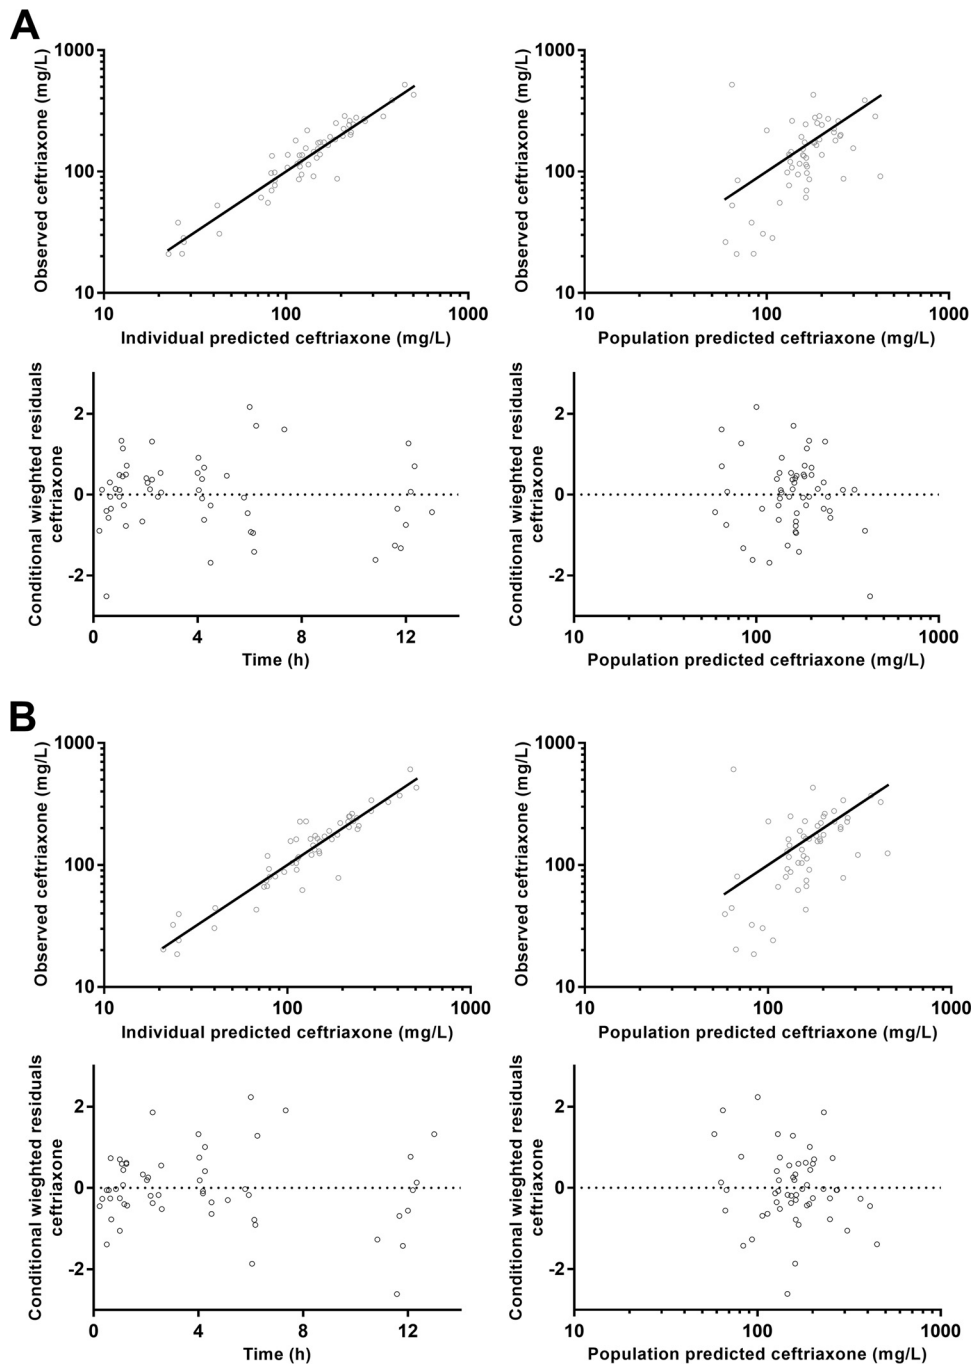 A
1000
100
10
Observed ceftriaxone (mg/L)
10 100 1000
Individual predicted ceftriaxone (mg/L)
1000
100
10
Observed ceftriaxone (mg/L)
10 100 1000
Population predicted ceftriaxone (mg/L)
Conditional wieghted residuals
ceftriaxone
2
0
-2
0 4 8 12
Time (h)
Conditional wieghted residuals
ceftriaxone
2
0
-2
10 100 1000
Population predicted ceftriaxone (mg/L)
B
1000
100
10
Observed ceftriaxone (mg/L)
10 100 1000
Individual predicted ceftriaxone (mg/L)
1000
100
10
Observed ceftriaxone (mg/L)
10 100 1000
Population predicted ceftriaxone (mg/L)
Conditional wieghted residuals
ceftriaxone
2
0
-2
0 4 8 12
Time (h)
Conditional wieghted residuals
ceftriaxone
2
0
-2
10 100 1000
Population predicted ceftriaxone (mg/L)